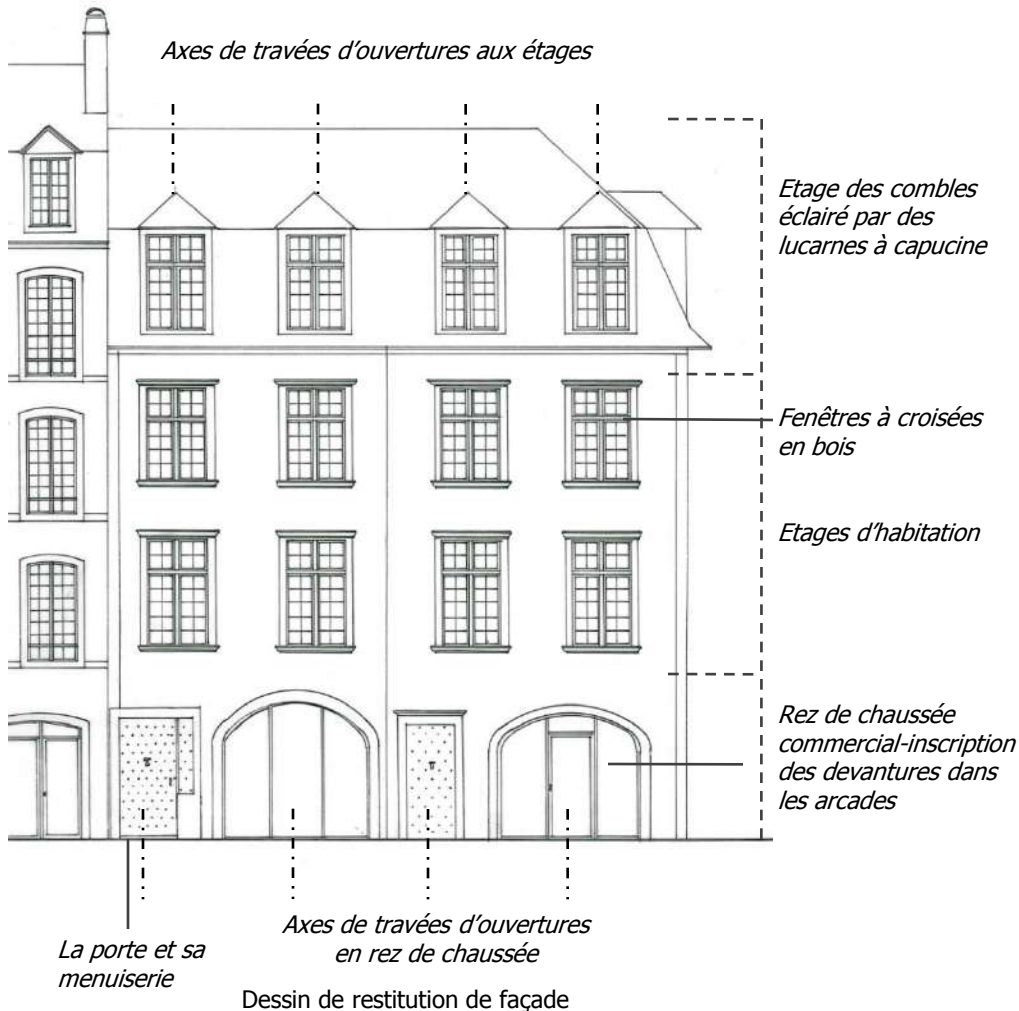 Axes de travées d’ouvertures aux étages
Etage des combles
éclairé par des
lucarnes à capucine
Fenêtres à croisées
en bois
Etages d’habitation
Rez de chaussée
commercial-inscription
des devantures dans
les arcades
Axes de travées d’ouvertures
en rez de chaussée
La porte et sa
menuiserie
Dessin de restitution de façade